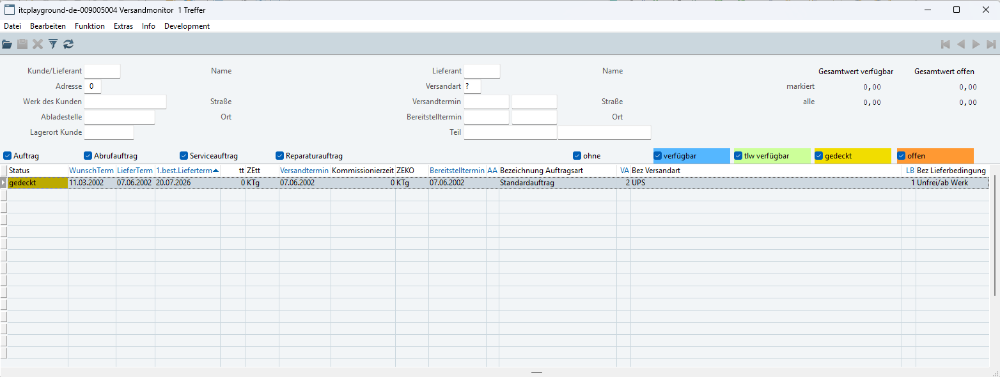 itcplayground-de-009005004 Versandmonitor 1 Treffer
Datei Bearbeiten Funktion Extras Info Development
Kunde/Lieferant Name Lieferant Name Gesamtwert verfügbar Gesamtwert offen
Adresse 0 Versandart ? markiert 0,00 0,00
Werk des Kunden Straße Versandtermin Straße alle 0,00 0,00
Abladestelle Ort Bereitstelltermin Ort
Lagerort Kunde Teil
Auftrag Abrufauftrag Serviceauftrag Reparaturauftrag ohne verfügbar tlw verfügbar gedeckt offen
Status WunschTerm LieferTerm 1.best.Lieferterm tt ZEtt Versandtermin Kommissionierzeit ZEKO Bereitstelltermin AA Bezeichnung Auftragsart VA Bez Versandart LB Bez Lieferbedingung
gedeckt 11.03.2002 07.06.2002 20.07.2026 0 KTg 07.06.2002 0 KTg 07.06.2002 Standardauftrag 2 UPS 1 Unfrei/ab Werk